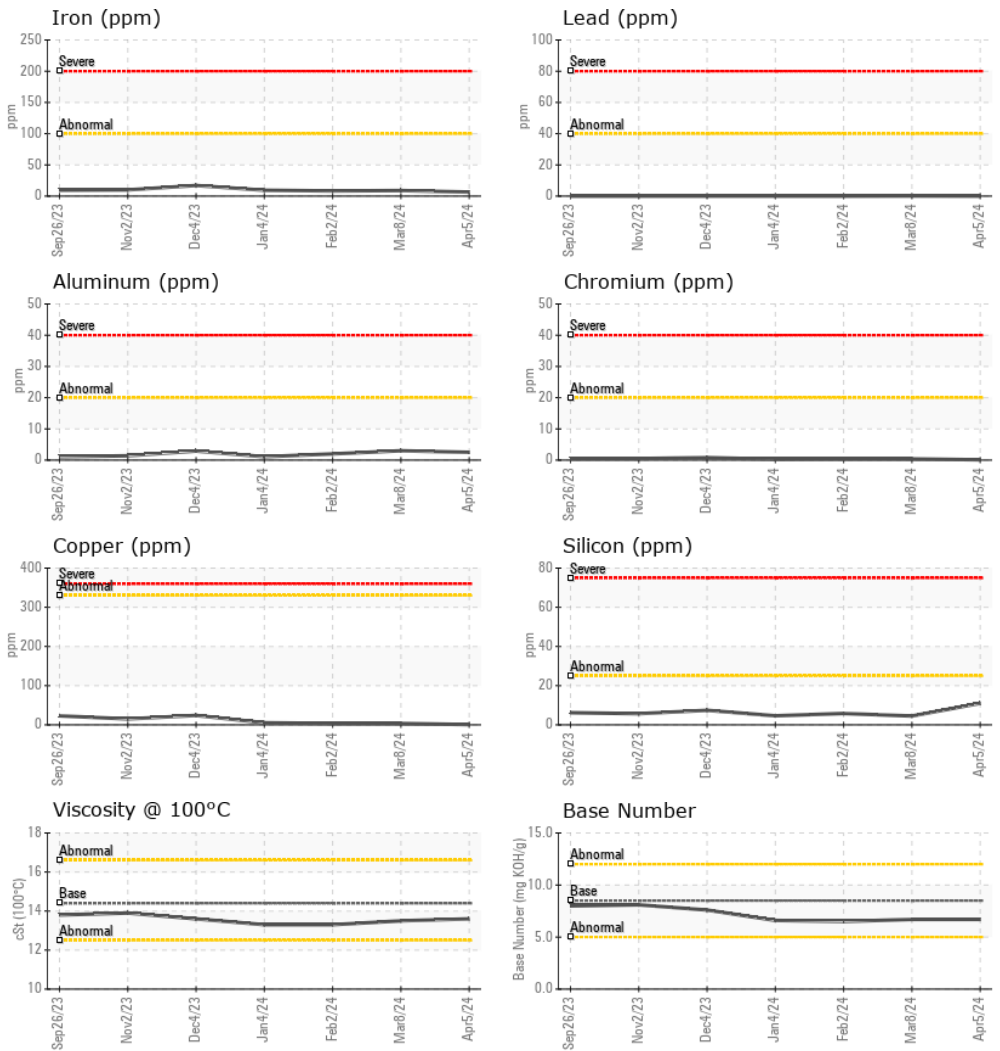 Iron (ppm)
250
200
150
100
50
0
ppm
Severe
Abnormal
Sep26/23
Nov2/23
Dec4/23
Jan4/24
Feb2/24
Mar8/24
Apr5/24
Lead (ppm)
100
80
60
40
20
0
ppm
Severe
Abnormal
Sep26/23
Nov2/23
Dec4/23
Jan4/24
Feb2/24
Mar8/24
Apr5/24
Aluminum (ppm)
50
40
30
20
10
0
ppm
Severe
Abnormal
Sep26/23
Nov2/23
Dec4/23
Jan4/24
Feb2/24
Mar8/24
Apr5/24
Chromium (ppm)
50
40
30
20
10
0
ppm
Severe
Abnormal
Sep26/23
Nov2/23
Dec4/23
Jan4/24
Feb2/24
Mar8/24
Apr5/24
Copper (ppm)
400
300
200
100
0
ppm
Severe
Abnormal
Sep26/23
Nov2/23
Dec4/23
Jan4/24
Feb2/24
Mar8/24
Apr5/24
Silicon (ppm)
80
60
40
20
0
ppm
Severe
Abnormal
Sep26/23
Nov2/23
Dec4/23
Jan4/24
Feb2/24
Mar8/24
Apr5/24
Viscosity @ 100°C
18
16
14
12
10
cSt (100°C)
Abnormal
Base
Abnormal
Sep26/23
Nov2/23
Dec4/23
Jan4/24
Feb2/24
Mar8/24
Apr5/24
Base Number
15.0
10.0
5.0
0.0
Base Number (mg KOH/g)
Abnormal
Base
Abnormal
Sep26/23
Nov2/23
Dec4/23
Jan4/24
Feb2/24
Mar8/24
Apr5/24